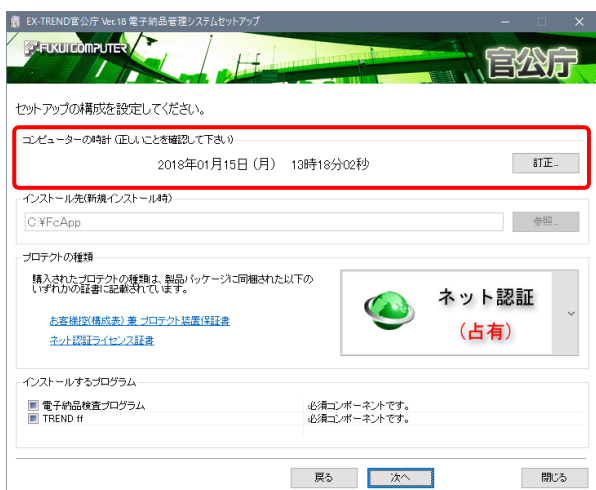 EX-TREND官公庁 Ver.18 電子納品管理システムセットアップ
FUKUI COMPUTER
官公庁
セットアップの構成を設定してください。
コンピューターの時計 (正しいことを確認して下さい)
2018年01月15日 (月) 13時18分02秒
訂正...
インストール先(新規インストール時)
C:¥FcApp
参照...
プロテクトの種類
購入されたプロテクトの種類は、製品パッケージに同梱された以下の
いずれかの証書に記載されています。
お客様控(構成表) 兼 プロテクト装置保証書
ネット認証ライセンス証書
ネット認証
(占有)
インストールするプログラム
電子納品検査プログラム 必須コンポーネントです。
TREND ff 必須コンポーネントです。
戻る 次へ 閉じる